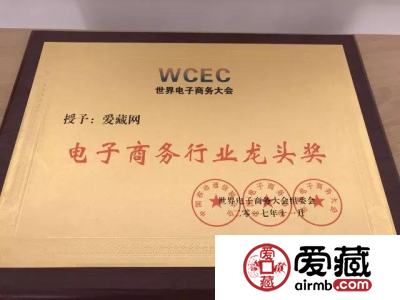 WCEC
世界电子商务大会
授予：爱藏网
电子商务行业龙头奖
世界电子商务大会组委会
二零一七年十一月
爱藏
airmb.com